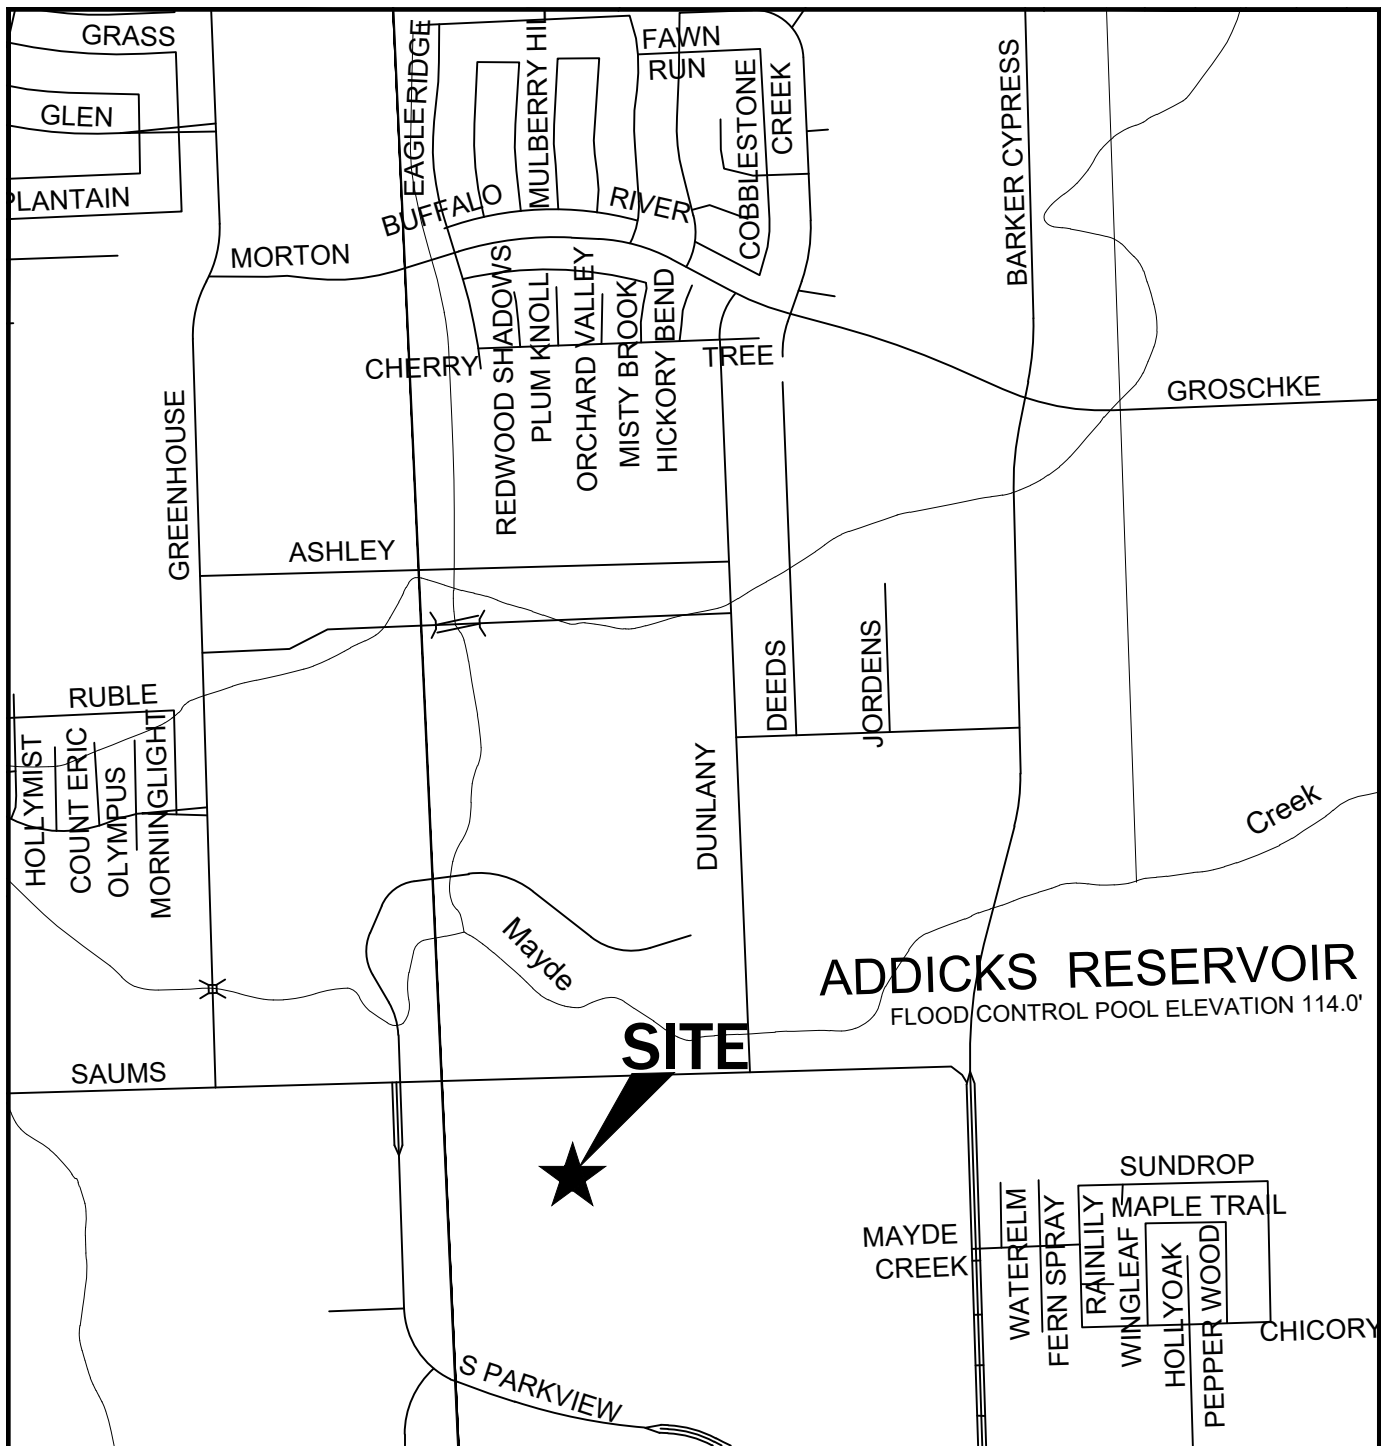 GRASS
GLEN
PLANTAIN
EAGLE RIDGE
MULBERRY HIL
FAWN
RUN
COBBLESTONE
CREEK
BARKER CYPRESS
BUFFALO
RIVER
MORTON
REDWOOD SHADOWS
PLUM KNOLL
ORCHARD VALLEY
MISTY BROOK
HICKORY BEND
CHERRY
TREE
GROSCHKE
GREENHOUSE
ASHLEY
DEEDS
JORDENS
RUBLE
HOLLYMIST
COUNT ERIC
OLYMPUS
MORNINGLIGHT
DUNLANY
Creek
Mayde
ADDICKS RESERVOIR
FLOOD CONTROL POOL ELEVATION 114.0'
SITE
SAUMS
SUNDROP
MAPLE TRAIL
MAYDE
CREEK
WATERELM
FERN SPRAY
RAINLILY
WINGLEAF
HOLLYOAK
PEPPER WOOD
CHICORY
S PARKVIEW